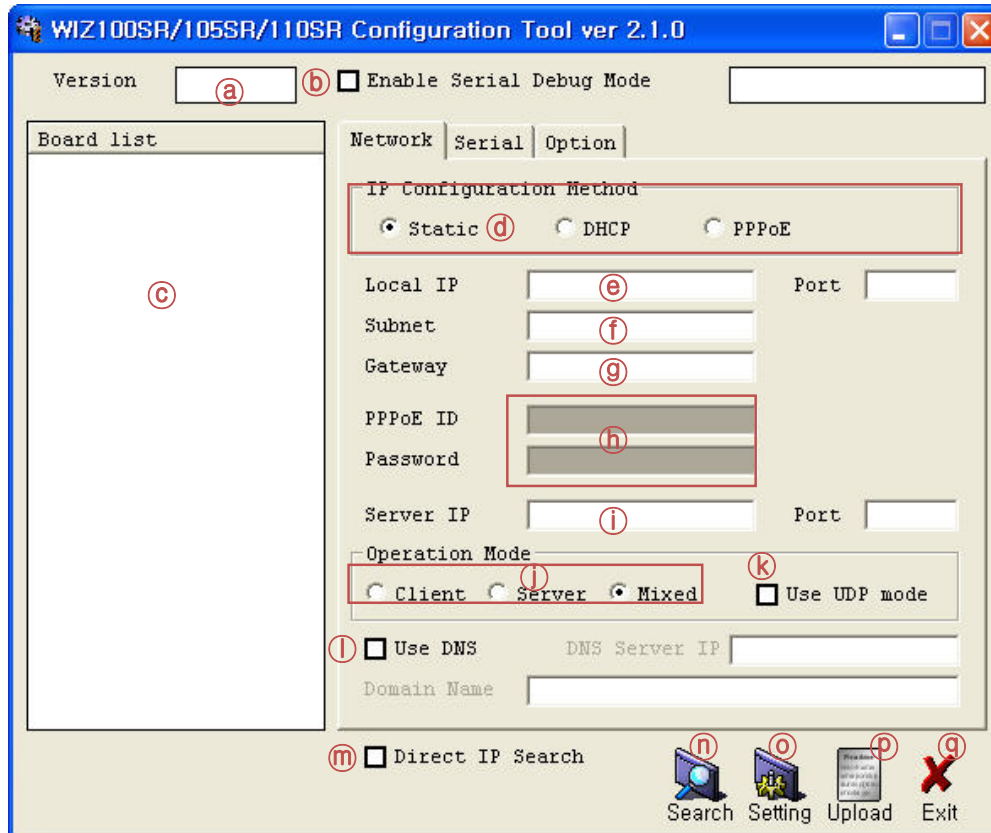 WIZ100SR/105SR/110SR Configuration Tool ver 2.1.0
Version ⓐ ⓑ Enable Serial Debug Mode
Board list
ⓒ
Network Serial Option
IP Configuration Method
Static ⓓ DHCP PPPoE
Local IP ⓔ Port
Subnet ⓕ
Gateway ⓖ
PPPoE ID
ⓗ
Password
Server IP ⓘ Port
Operation Mode
ⓙ ⓚ
Client Server Mixed Use UDP mode
ⓛ Use DNS DNS Server IP
Domain Name
ⓜ Direct IP Search
ⓝ ⓞ ⓟ ⓠ
Search Setting Upload Exit